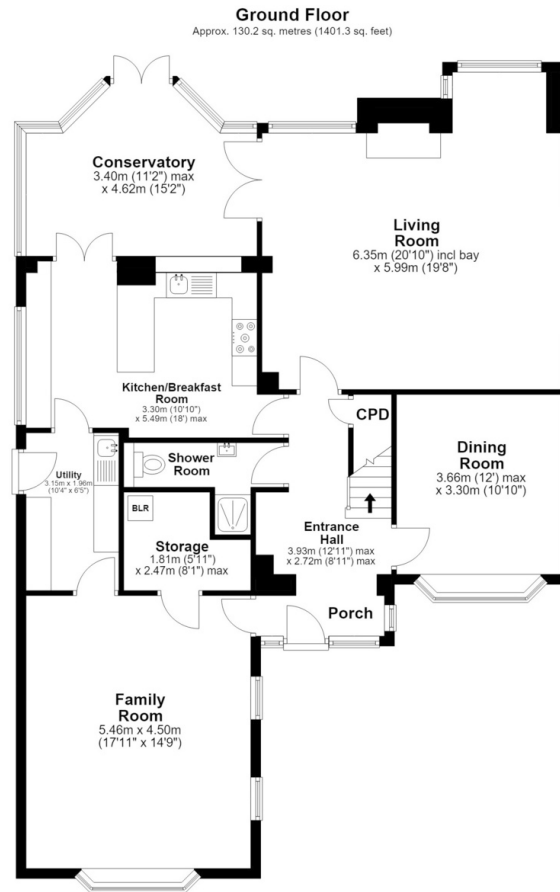 Ground Floor
Approx. 130.2 sq. metres (1401.3 sq. feet)
Conservatory
3.40m (11'2") max
x 4.62m (15'2")
Living
Room
6.35m (20'10") incl bay
x 5.99m (19'8")
Kitchen/Breakfast
Room
3.30m (10'10")
x 5.49m (18') max
CPD
Dining
Room
3.66m (12') max
x 3.30m (10'10")
Utility
3.15m x 1.96m
(10'4" x 6'5")
Shower
Room
BLR
Storage
1.81m (5'11")
x 2.47m (8'1") max
Entrance
Hall
3.93m (12'11") max
x 2.72m (8'11") max
Porch
Family
Room
5.46m x 4.50m
(17'11" x 14'9")